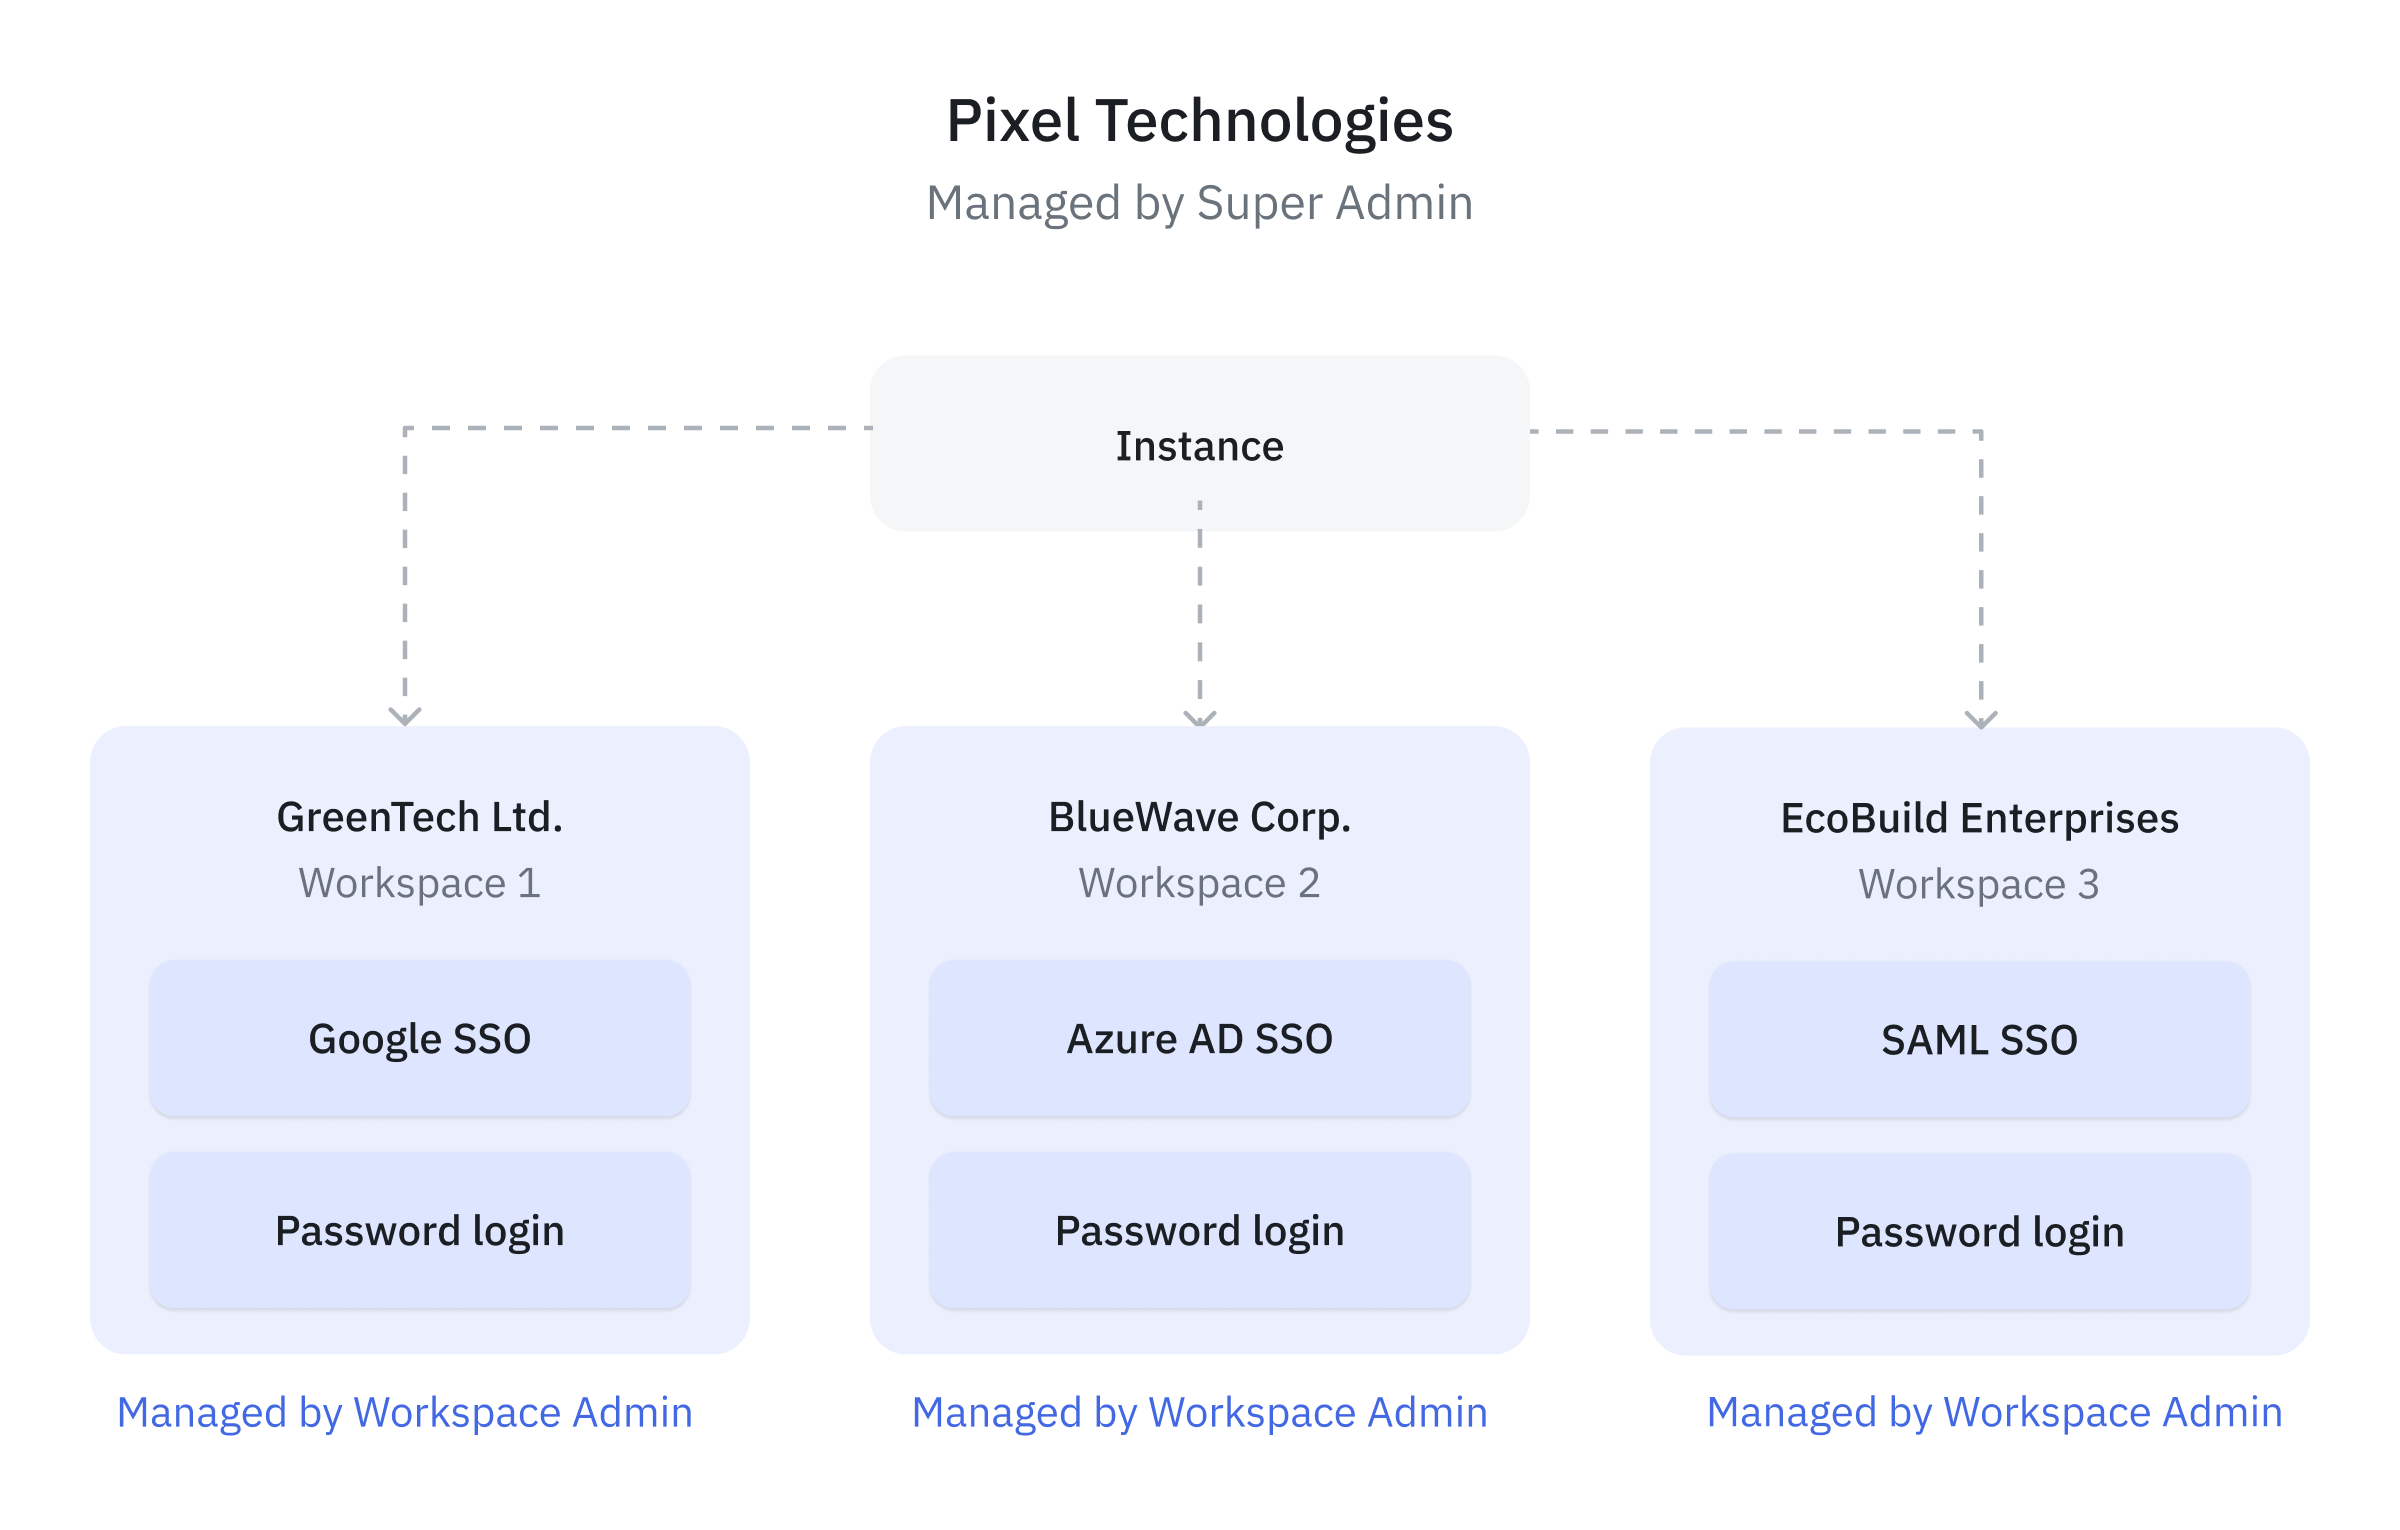 Pixel Technologies
Managed by Super Admin
Instance
GreenTech Ltd.
Workspace 1
Google SSO
Password login
Managed by Workspace Admin
BlueWave Corp.
Workspace 2
Azure AD SSO
Password login
Managed by Workspace Admin
EcoBuild Enterprises
Workspace 3
SAML SSO
Password login
Managed by Workspace Admin